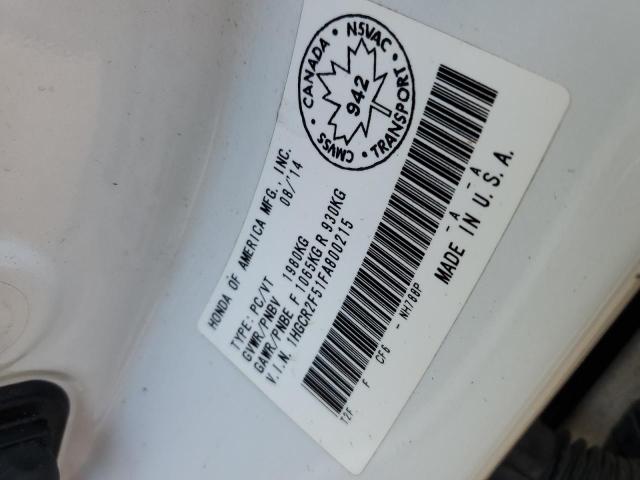 HONDA OF AMERICA MFG., INC.
08/'14
TYPE: PC/VT
GVWR/PNBV 1980KG
GAWR/PNBE F 1065KG R 930KG
V.I.N. 1HGCR2F51FA800215
CANADA
NSVAC
TRANSPORT
CMVSS
942
T2F F CF6 - NH788P
- A - A
MADE IN U.S.A.